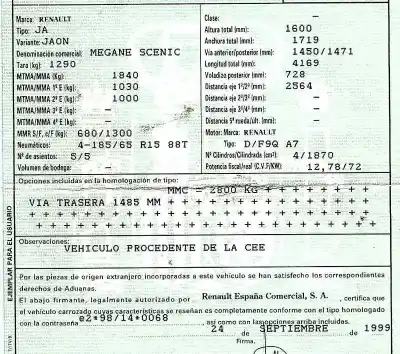 Marca: RENAULT
Tipo: JA
Variante: JAON
Denominación comercial: MEGANE SCENIC
Tara (kg): 1290
MTMA/MMA (Kg): 1840
MTMA/MMA 1º E (Kg): 1030
MTMA/MMA 2º E (Kg): 1000
MTMA/MMA 3º E (Kg): —
MTMA/MMA 4º E (Kg): —
MMR S/F, c/F (kg): 680/1300
Neumáticos: 4-185/65 R15 88T
Nº de asientos: 5/5
Volumen de bodega: —
Clase: —
Altura total (mm): 1600
Anchura total (mm): 1719
Vía anterior/posterior (mm): 1450/1471
Longitud total (mm): 4169
Voladizo posterior (mm): 728
Distancia eje 1º/2º (mm): 2564
Distancia eje 2º/3º (mm): —
Distancia eje 3º/4º (mm): —
Distancia 5ª rueda/últ. (mm): —
Motor: Marca: RENAULT
Tipo: D/F9Q A7
Nº Cilindros/Cilindrada (cm³): 4/1870
Potencia fiscal/real (C.V.F/KW): 12,78/72
Opciones incluidas en la homologación de tipo:
MMC = 2800 KG + + + + + + + + +
VIA TRASERA 1485 MM + + + + + + + + + + + + +
+ + + + + + + + + + + + + + + + + + + + + +
+ + + + + + + + + + + + + + + + + + + + + +
Observaciones:
VEHICULO PROCEDENTE DE LA CEE
Por las piezas de origen extranjero incorporadas a este vehículo se han satisfecho los correspondientes
derechos de Aduanas.
El abajo firmante, legalmente autorizado por Renault España Comercial, S. A. , certifica que
el vehículo carrozado cuyas características se reseñan es completamente conforme con el tipo homologado
con la contraseña e2*98/14*0068 , así como con las opciones arriba incluidas.
24 de SEPTIEMBRE de 1999
Firma.
EJEMPLAR PARA EL USUARIO